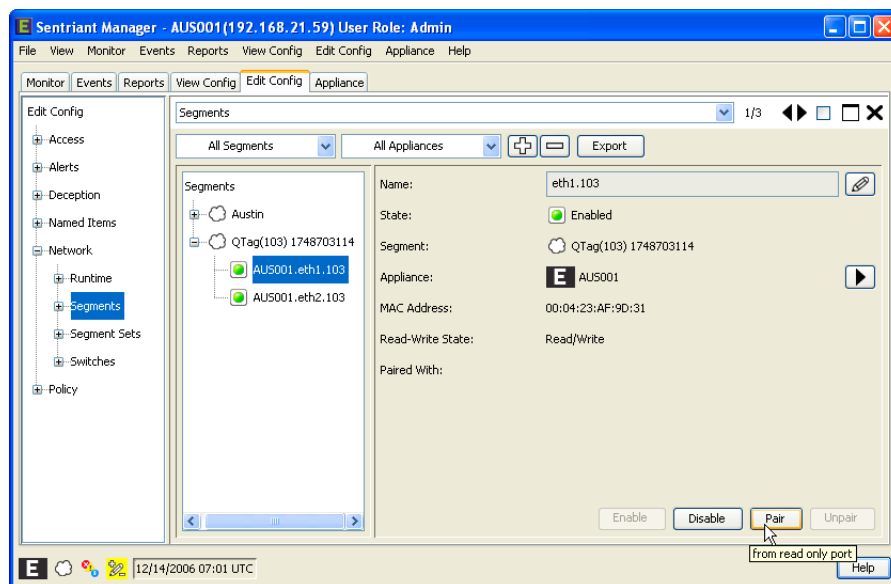 Sentriant Manager - AUS001(192.168.21.59) User Role: Admin
File View Monitor Events Reports View Config Edit Config Appliance Help
Monitor Events Reports View Config Edit Config Appliance
Edit Config
Access
Alerts
Deception
Named Items
Network
Runtime
Segments
Segment Sets
Switches
Policy
Segments 1/3
All Segments All Appliances Export
Segments
Austin
QTag(103) 1748703114
AUS001.eth1.103
AUS001.eth2.103
Name: eth1.103
State: Enabled
Segment: QTag(103) 1748703114
Appliance: E AUS001
MAC Address: 00:04:23:AF:9D:31
Read-Write State: Read/Write
Paired With:
Enable Disable Pair Unpair
from read only port
E 12/14/2006 07:01 UTC Help